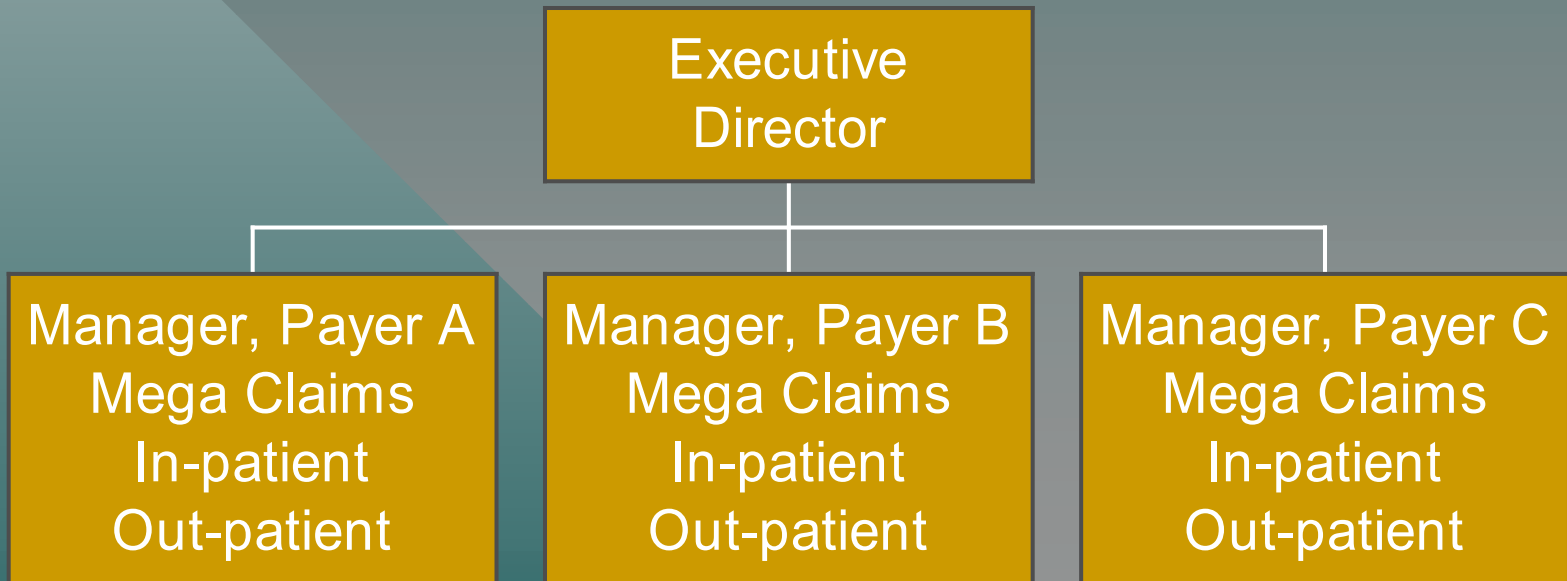 Executive
Director
Manager, Payer A
Mega Claims
In-patient
Out-patient
Manager, Payer B
Mega Claims
In-patient
Out-patient
Manager, Payer C
Mega Claims
In-patient
Out-patient